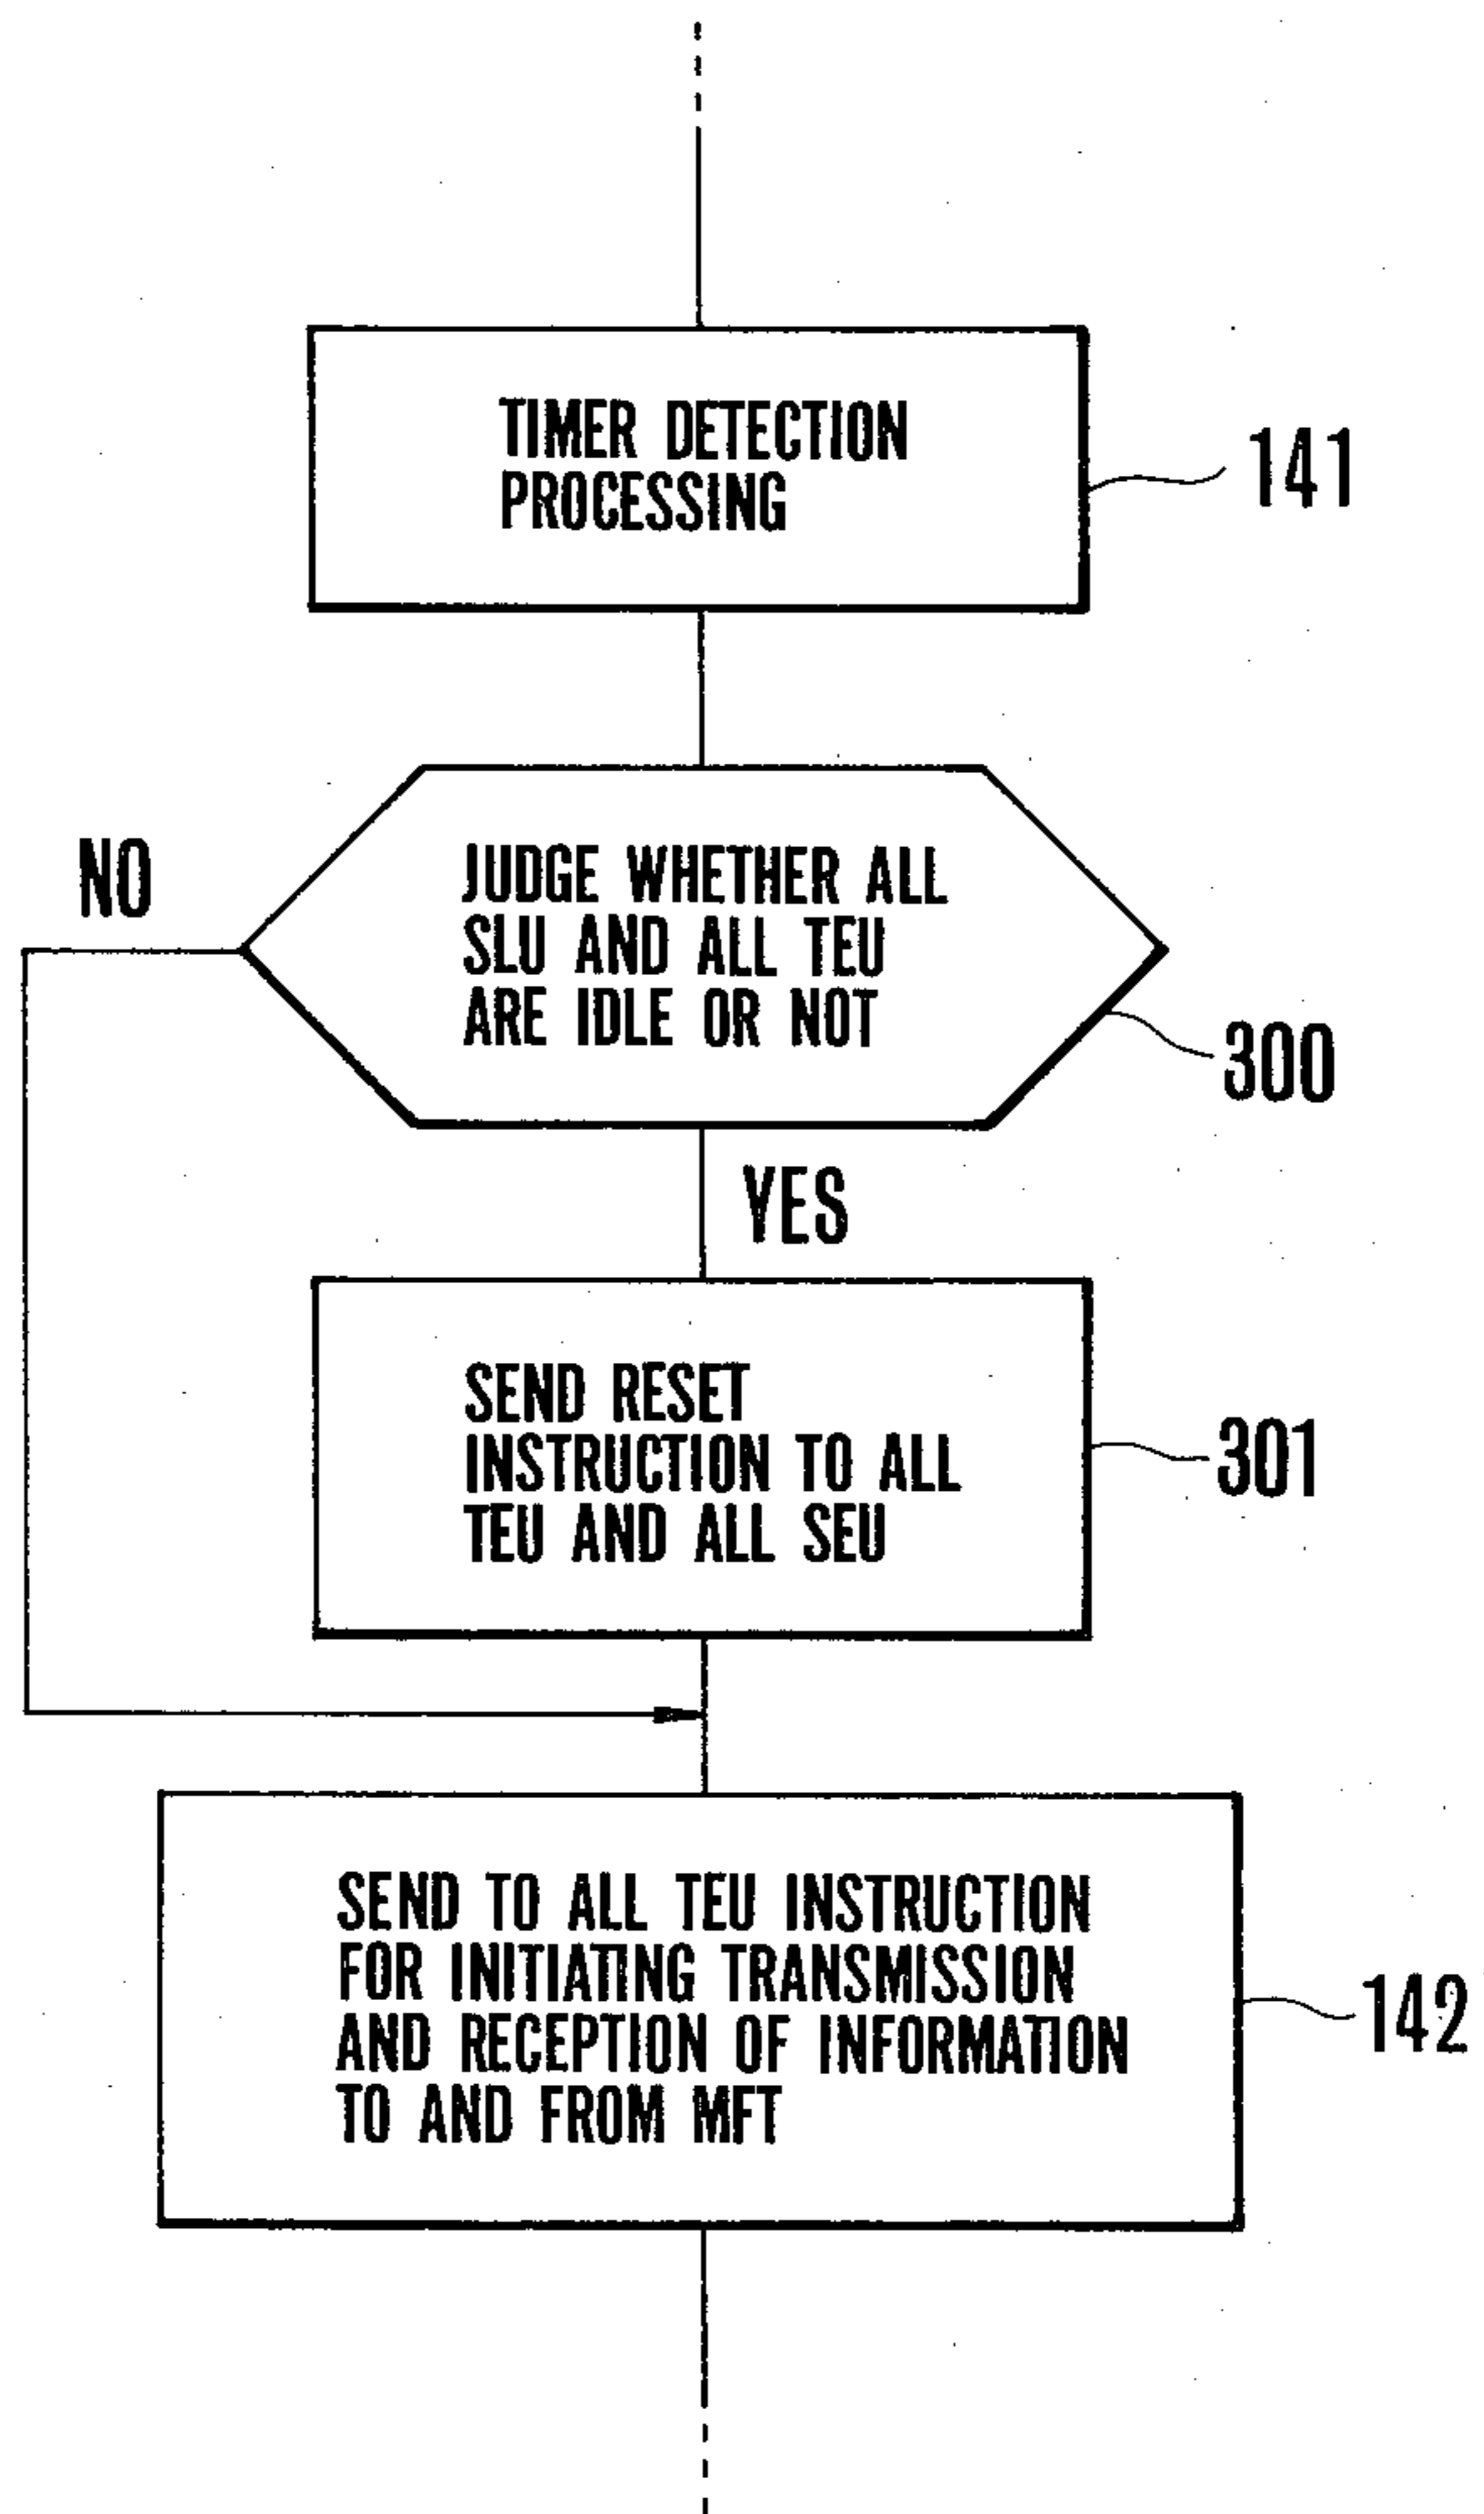 TIMER DETECTION
PROCESSING
141
NO
JUDGE WHETHER ALL
SLU AND ALL TEU
ARE IDLE OR NOT
300
YES
SEND RESET
INSTRUCTION TO ALL
TEU AND ALL SEU
301
SEND TO ALL TEU INSTRUCTION
FOR INITIATING TRANSMISSION
AND RECEPTION OF INFORMATION
TO AND FROM MFT
142